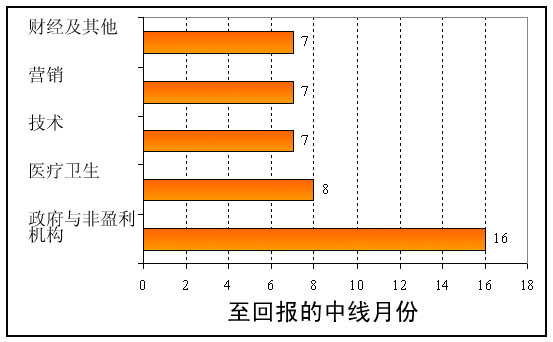 财经及其他
7
营销
7
技术
7
医疗卫生
8
政府与非盈利
机构
16
0 2 4 6 8 10 12 14 16 18
至回报的中线月份